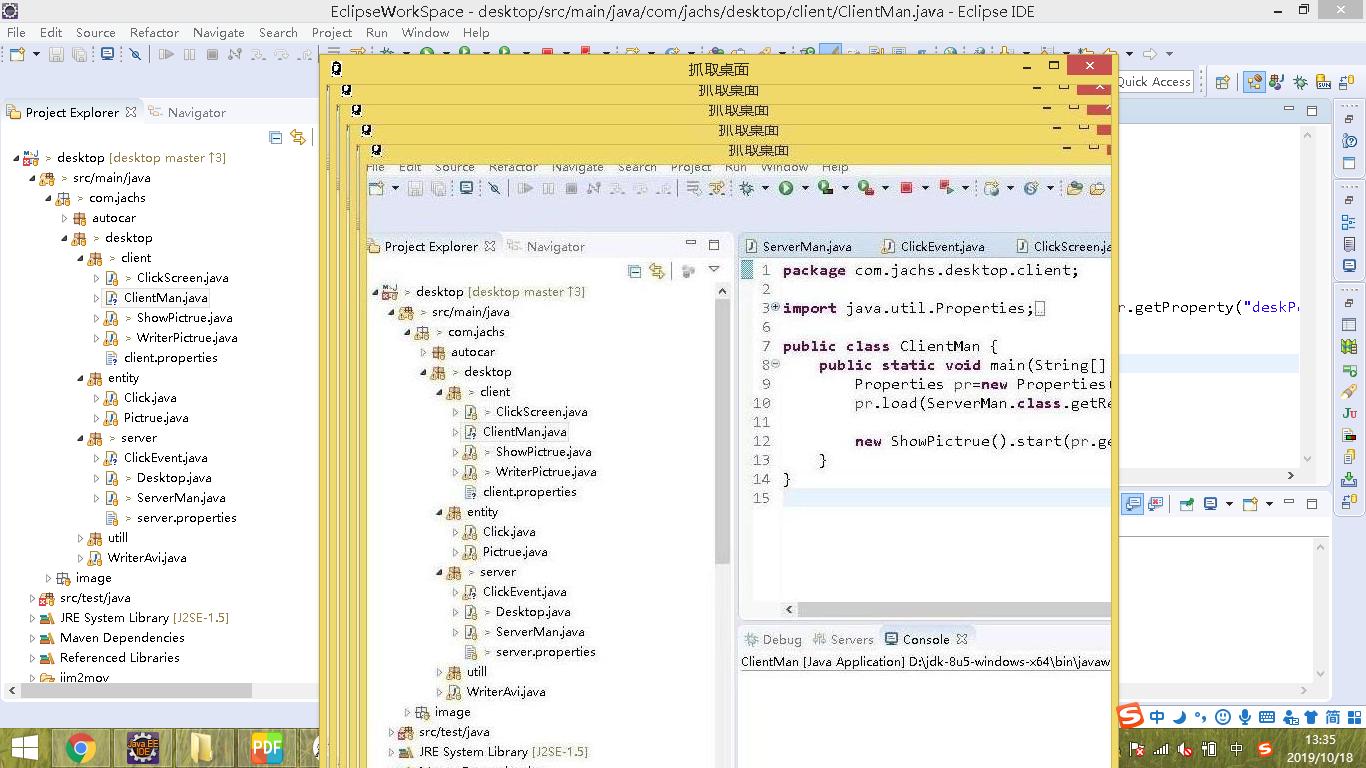 EclipseWorkSpace - desktop/src/main/java/com/jachs/desktop/client/ClientMan.java - Eclipse IDE
File Edit Source Refactor Navigate Search Project Run Window Help
Quick Access
Project Explorer Navigator
> desktop [desktop master ↑3]
> src/main/java
> com.jachs
autocar
> desktop
> client
> ClickScreen.java
ClientMan.java
> ShowPictrue.java
> WriterPictrue.java
client.properties
entity
Click.java
Pictrue.java
> server
ClickEvent.java
> Desktop.java
> ServerMan.java
> server.properties
utill
WriterAvi.java
image
src/test/java
JRE System Library [J2SE-1.5]
Maven Dependencies
Referenced Libraries
jim2mov
抓取桌面
抓取桌面
抓取桌面
抓取桌面
抓取桌面
File Edit Source Refactor Navigate Search Project Run Window Help
Project Explorer Navigator
> desktop [desktop master ↑3]
> src/main/java
> com.jachs
autocar
> desktop
> client
> ClickScreen.java
ClientMan.java
> ShowPictrue.java
> WriterPictrue.java
client.properties
entity
Click.java
Pictrue.java
> server
ClickEvent.java
> Desktop.java
> ServerMan.java
> server.properties
utill
WriterAvi.java
image
src/test/java
JRE System Library [J2SE-1.5]
ServerMan.java ClickEvent.java ClickScreen.ja
1 package com.jachs.desktop.client;
2
3 import java.util.Properties;
6
7 public class ClientMan {
8 public static void main(String[]
9 Properties pr=new Properties(
10 pr.load(ServerMan.class.getRe
11
12 new ShowPictrue().start(pr.ge
13 }
14 }
15
Debug Servers Console
ClientMan [Java Application] D:\jdk-8u5-windows-x64\bin\javaw
r.getProperty("deskP
Ju
S 中 简
Java EE IDE
PDF
中 S
13:35
2019/10/18